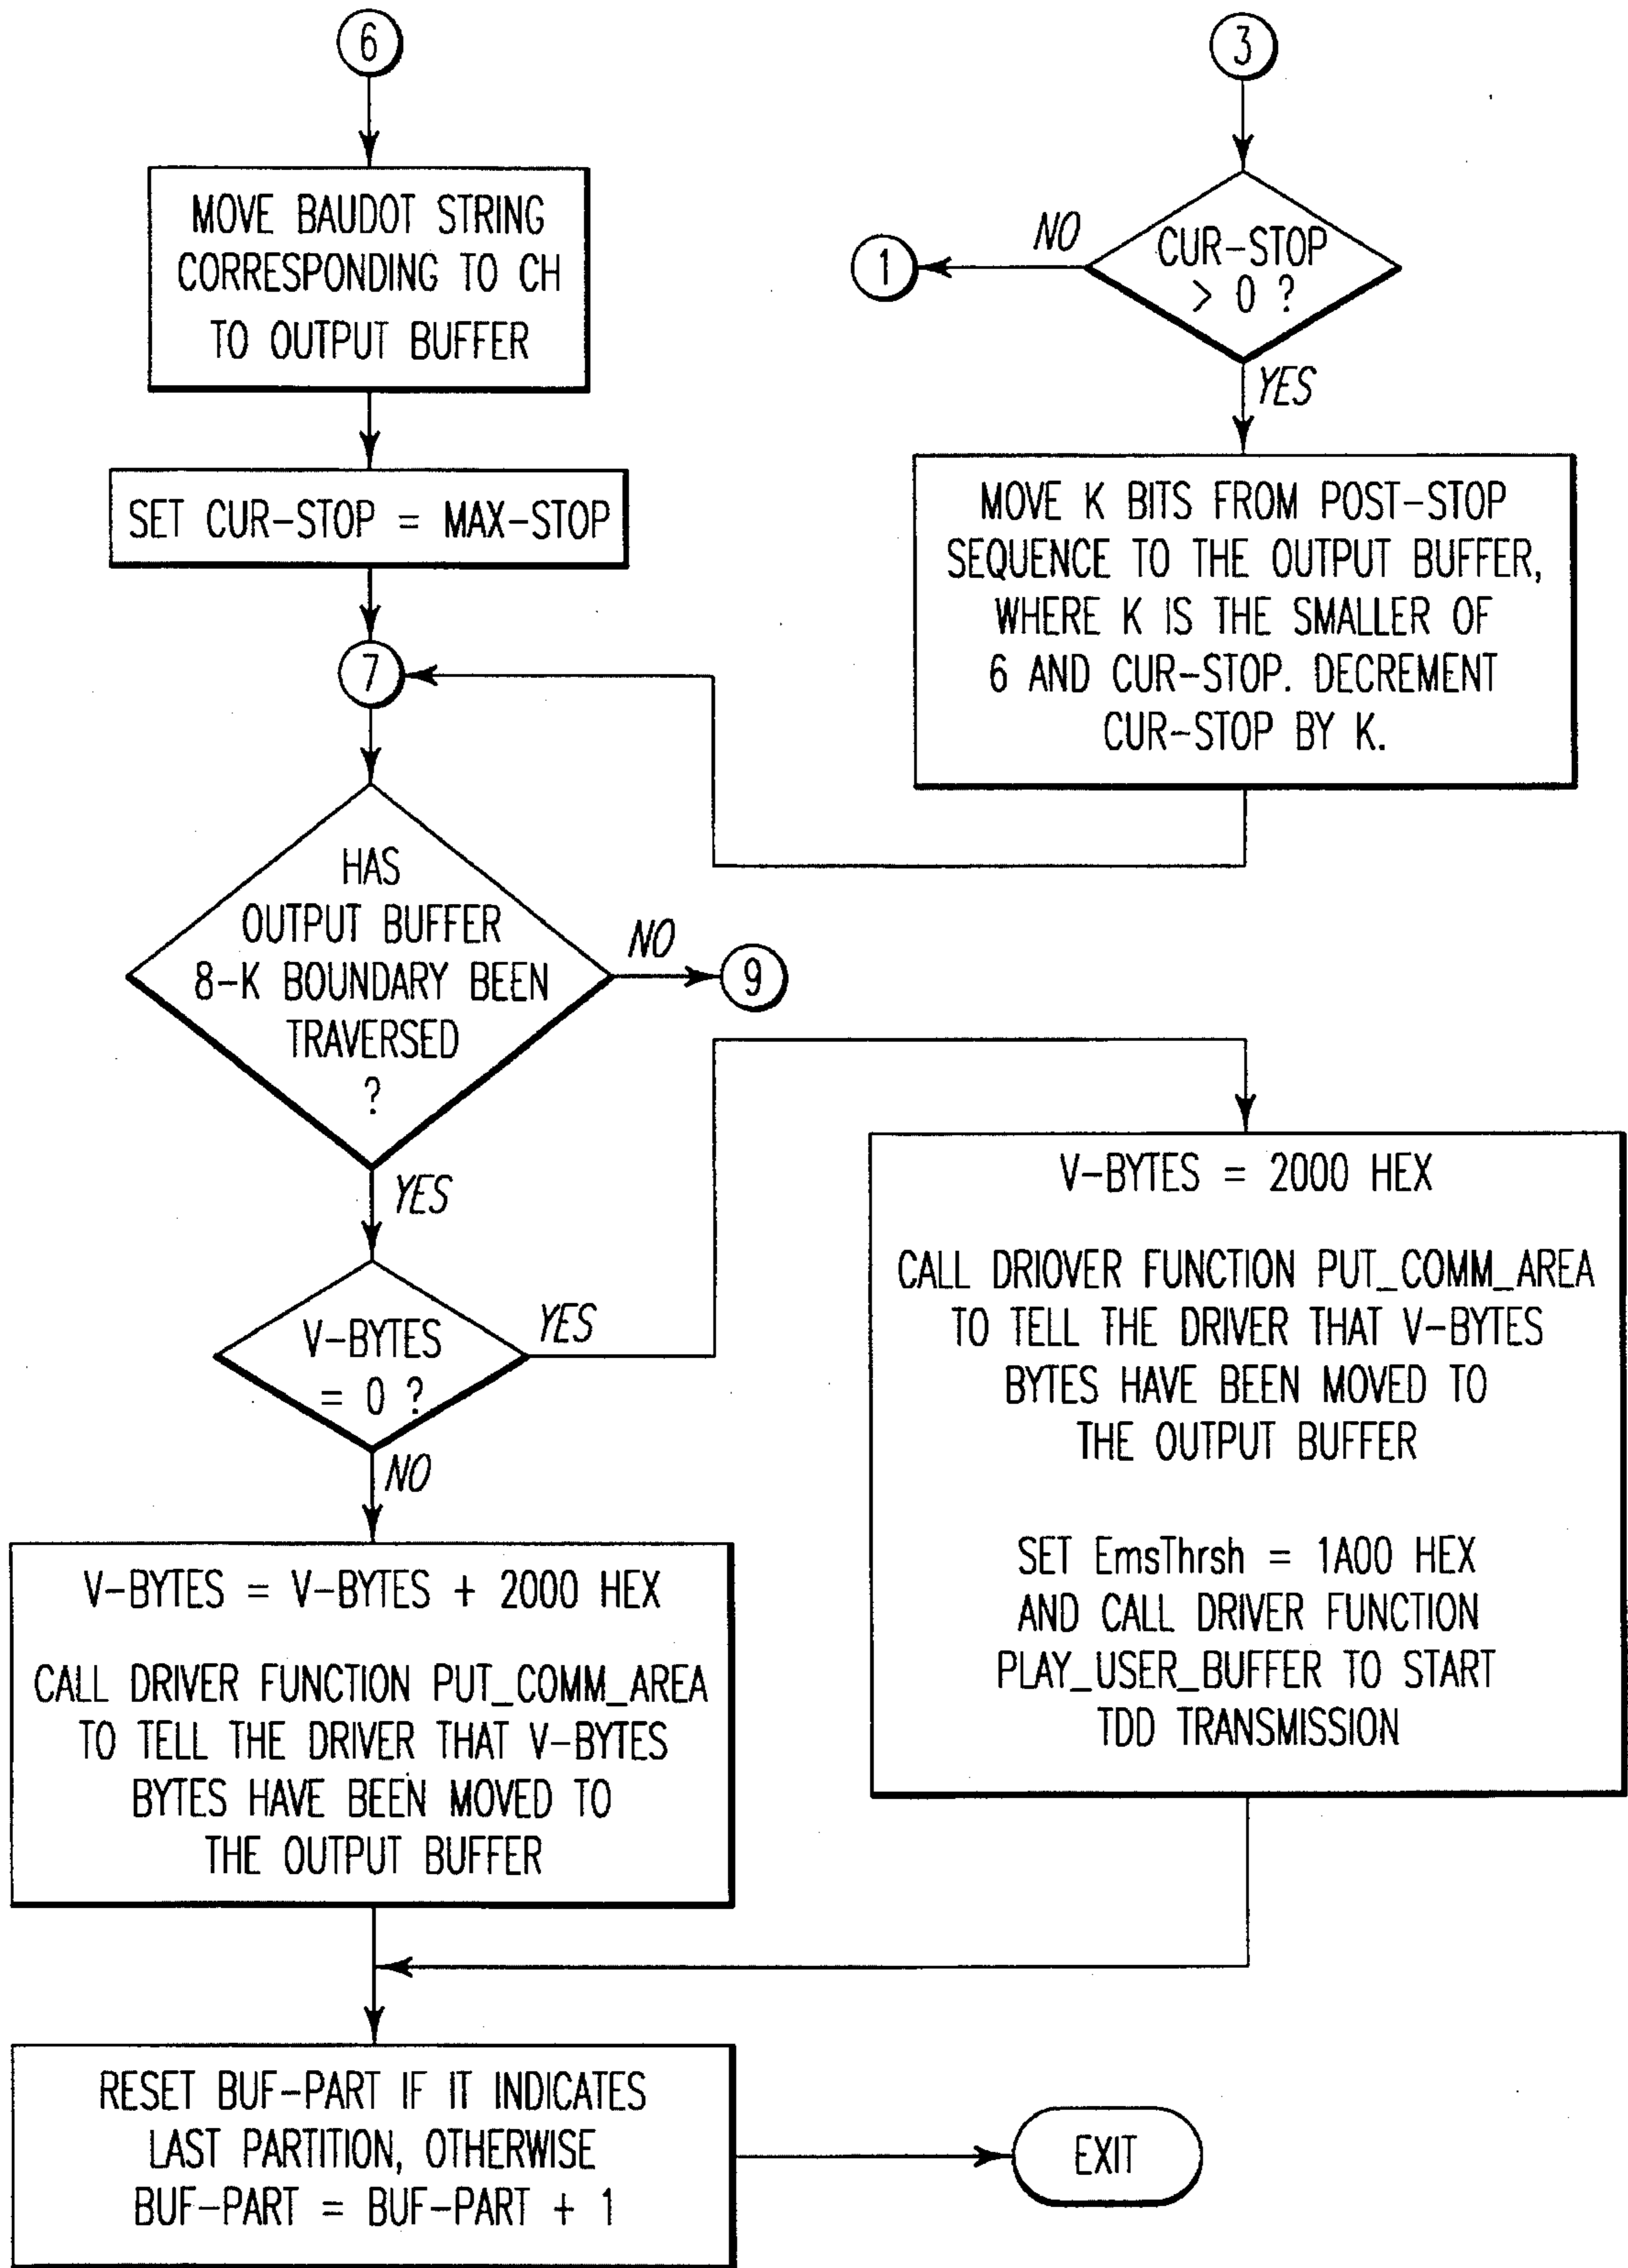 6
MOVE BAUDOT STRING
CORRESPONDING TO CH
TO OUTPUT BUFFER
SET CUR-STOP = MAX-STOP
7
3
CUR-STOP
> 0 ?
NO
1
YES
MOVE K BITS FROM POST-STOP
SEQUENCE TO THE OUTPUT BUFFER,
WHERE K IS THE SMALLER OF
6 AND CUR-STOP. DECREMENT
CUR-STOP BY K.
HAS
OUTPUT BUFFER
8-K BOUNDARY BEEN
TRAVERSED
?
NO
9
YES
V-BYTES
= 0 ?
YES
NO
V-BYTES = 2000 HEX
CALL DRIOVER FUNCTION PUT_COMM_AREA
TO TELL THE DRIVER THAT V-BYTES
BYTES HAVE BEEN MOVED TO
THE OUTPUT BUFFER
SET EmsThrsh = 1A00 HEX
AND CALL DRIVER FUNCTION
PLAY_USER_BUFFER TO START
TDD TRANSMISSION
V-BYTES = V-BYTES + 2000 HEX
CALL DRIVER FUNCTION PUT_COMM_AREA
TO TELL THE DRIVER THAT V-BYTES
BYTES HAVE BEEN MOVED TO
THE OUTPUT BUFFER
RESET BUF-PART IF IT INDICATES
LAST PARTITION, OTHERWISE
BUF-PART = BUF-PART + 1
EXIT